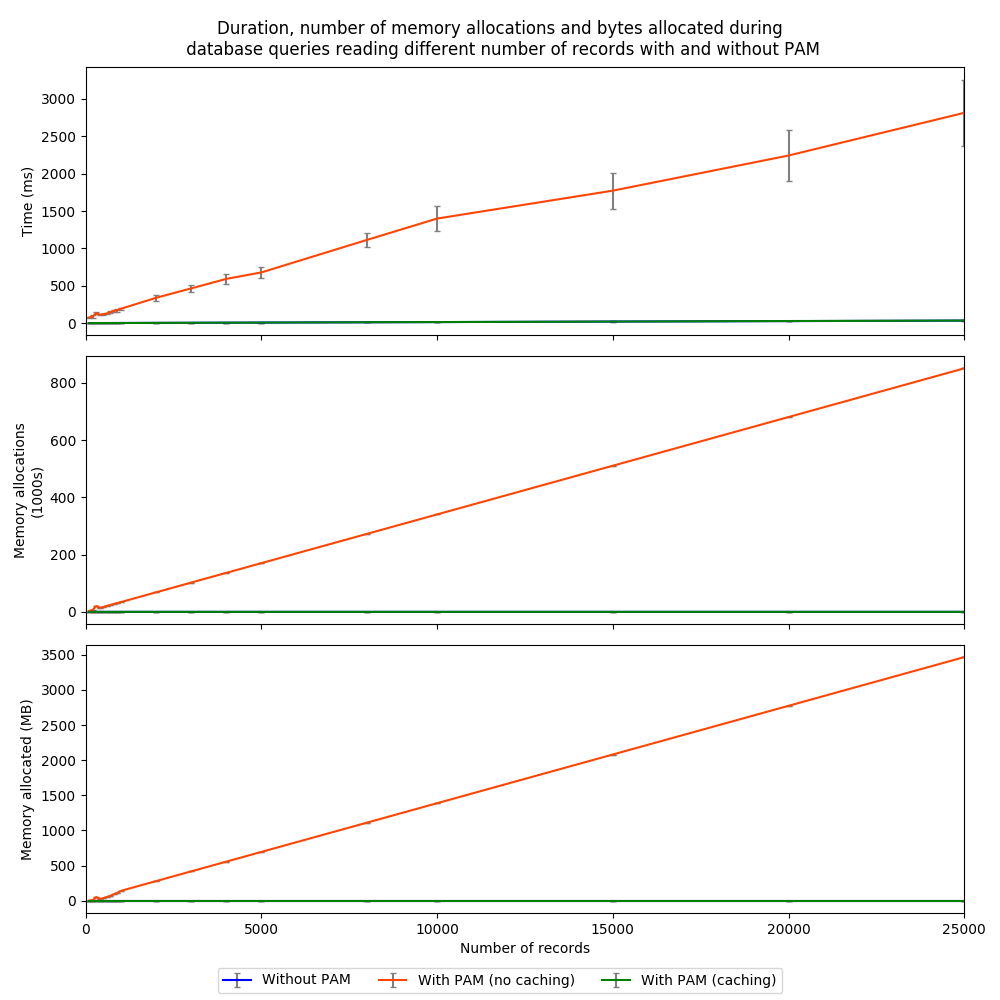 Duration, number of memory allocations and bytes allocated during
database queries reading different number of records with and without PAM
3000
2500
2000
1500
1000
500
0
Time (ms)
800
600
400
200
0
Memory allocations
(1000s)
3500
3000
2500
2000
1500
1000
500
0
Memory allocated (MB)
0 5000 10000 15000 20000 25000
Number of records
Without PAM With PAM (no caching) With PAM (caching)